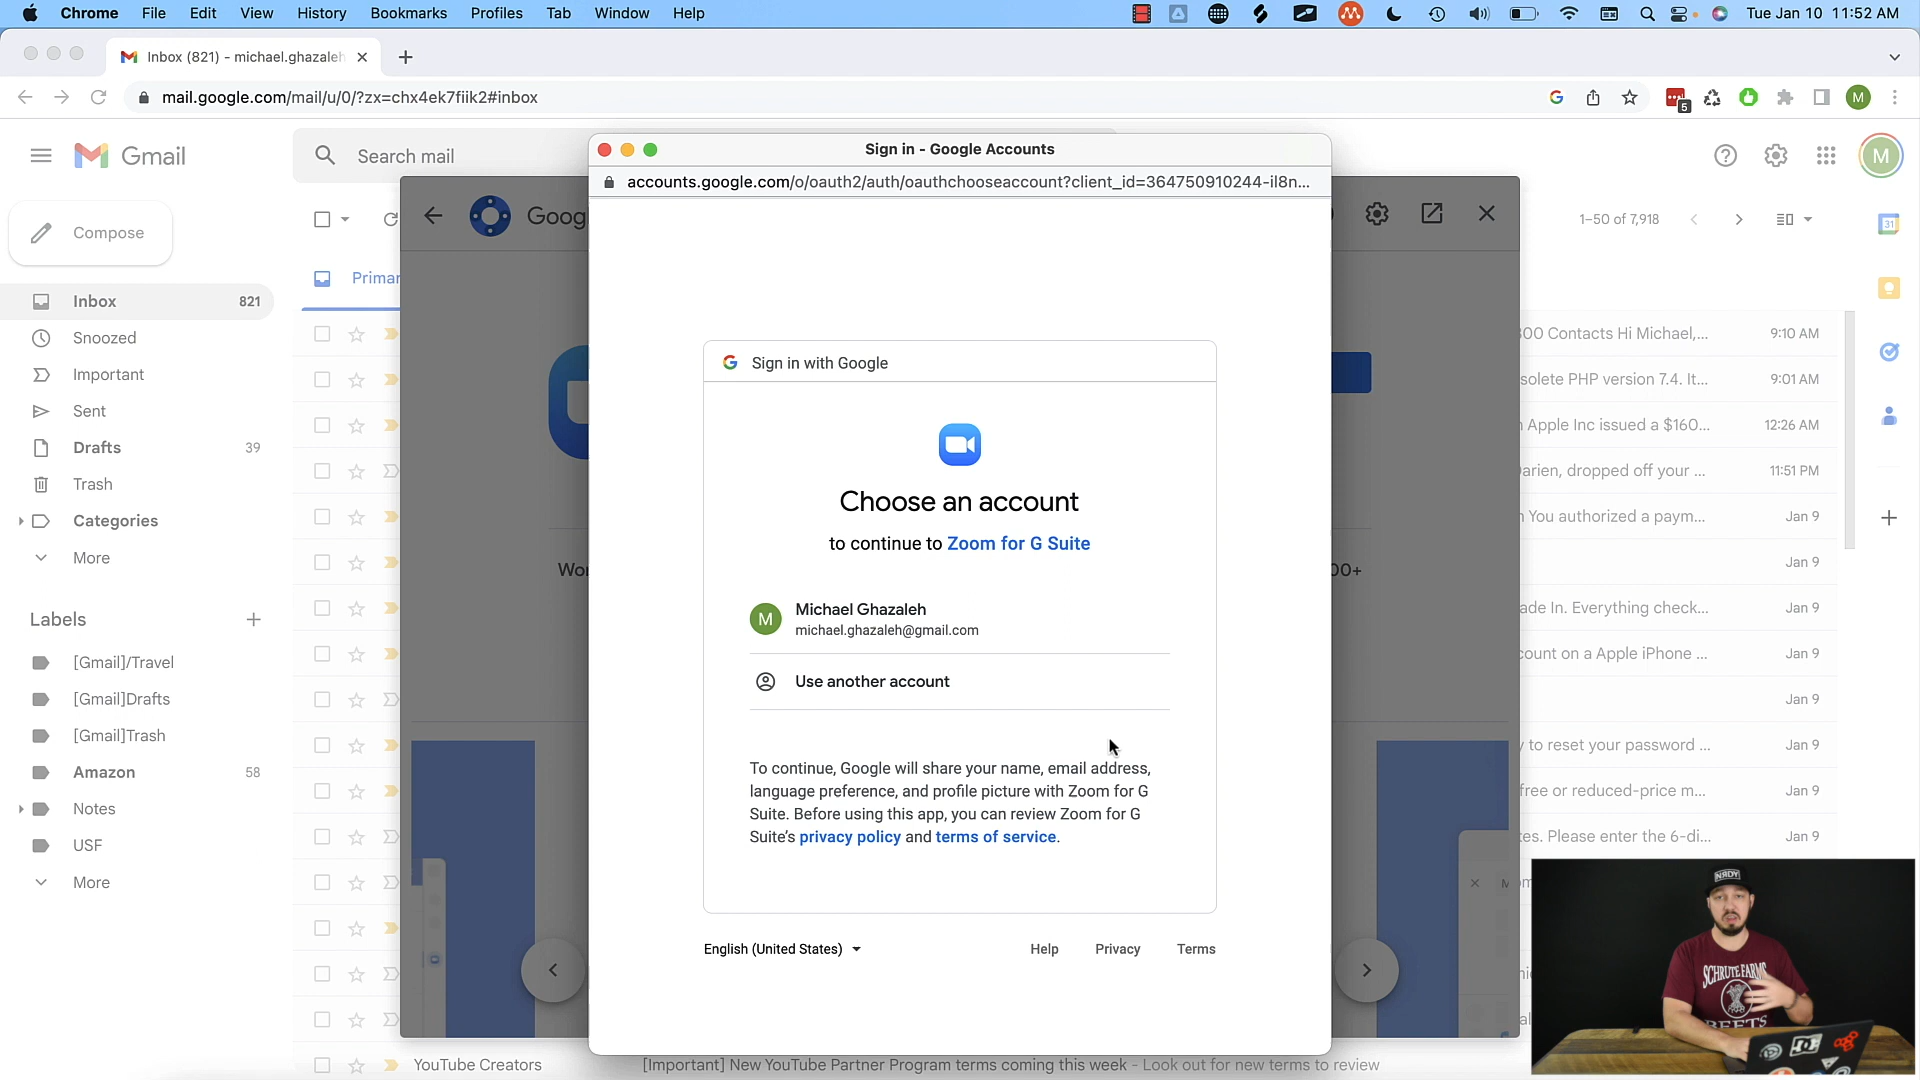 Chrome File Edit View History Bookmarks Profiles Tab Window Help Tue Jan 10 11:52 AM
Inbox (821) - michael.ghazaleh
mail.google.com/mail/u/0/?zx=chx4ek7fiik2#inbox
5
M
Gmail
Search mail
M
Compose
Inbox 821
Snoozed
Important
Sent
Drafts 39
Trash
Categories
More
Labels
[Gmail]/Travel
[Gmail]Drafts
[Gmail]Trash
Amazon 58
Notes
USF
More
1–50 of 7,918
31
Primar
Goog
Wor
00+
Sign in - Google Accounts
accounts.google.com/o/oauth2/auth/oauthchooseaccount?client_id=364750910244-il8n...
Sign in with Google
Choose an account
to continue to Zoom for G Suite
M
Michael Ghazaleh
michael.ghazaleh@gmail.com
Use another account
To continue, Google will share your name, email address,
language preference, and profile picture with Zoom for G
Suite. Before using this app, you can review Zoom for G
Suite's privacy policy and terms of service.
English (United States) Help Privacy Terms
300 Contacts Hi Michael,... 9:10 AM
solete PHP version 7.4. It... 9:01 AM
n Apple Inc issued a $160... 12:26 AM
Darien, dropped off your ... 11:51 PM
n You authorized a paym... Jan 9
Jan 9
ade In. Everything check... Jan 9
count on a Apple iPhone ... Jan 9
Jan 9
y to reset your password ... Jan 9
free or reduced-price m... Jan 9
tes. Please enter the 6-di... Jan 9
YouTube Creators [Important] New YouTube Partner Program terms coming this week - Look out for new terms to review
NRDY
SCHRUTE FARMS
BEETS